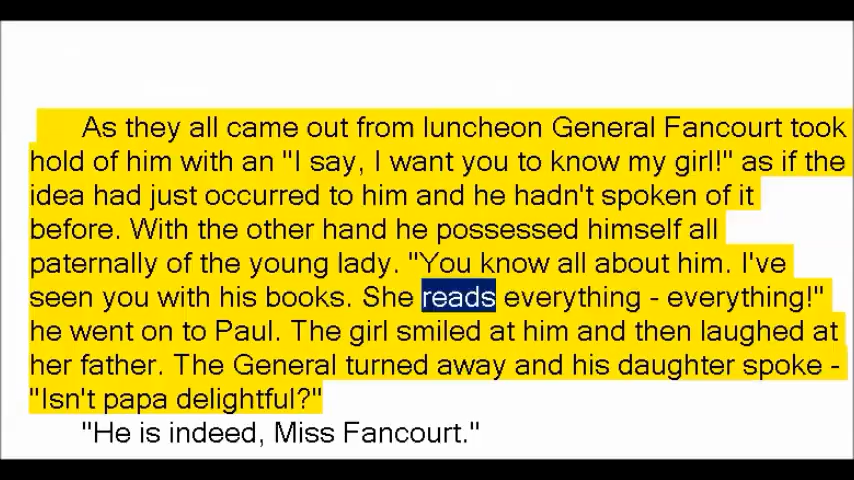 As they all came out from luncheon General Fancourt took
hold of him with an "I say, I want you to know my girl!" as if the
idea had just occurred to him and he hadn't spoken of it
before. With the other hand he possessed himself all
paternally of the young lady. "You know all about him. I've
seen you with his books. She reads everything - everything!"
he went on to Paul. The girl smiled at him and then laughed at
her father. The General turned away and his daughter spoke -
"Isn't papa delightful?"
"He is indeed, Miss Fancourt."